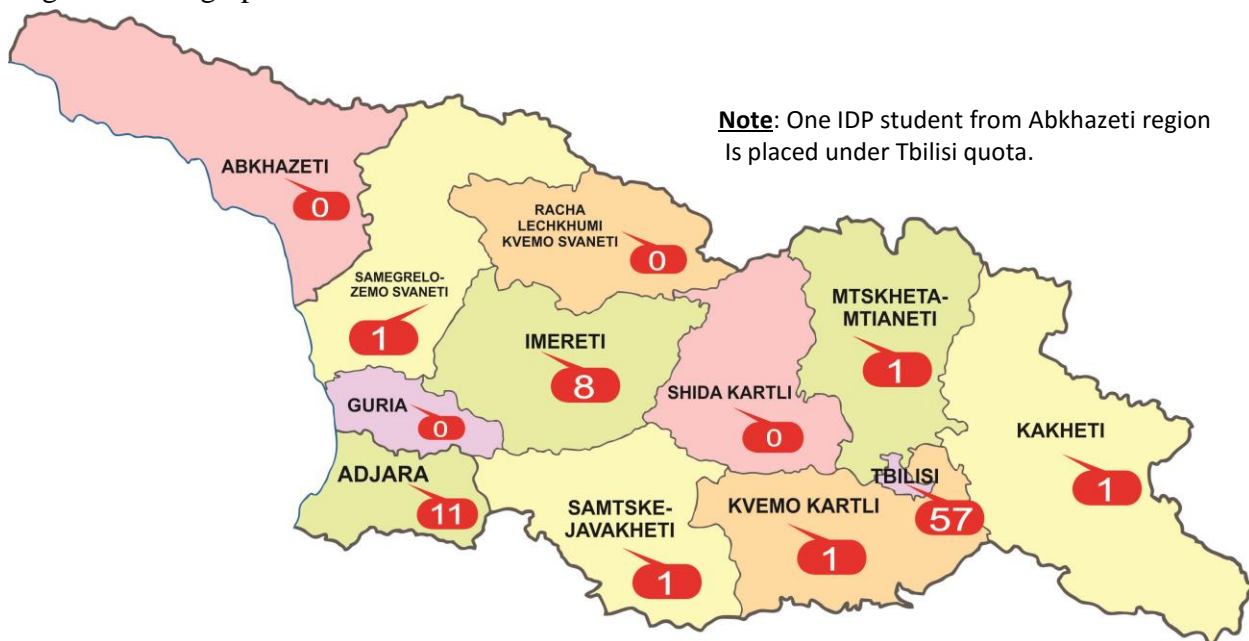 Note: One IDP student from Abkhazeti region
Is placed under Tbilisi quota.
ABKHAZETI
0
RACHA
LECHKHUMI
KVEMO SVANETI
0
SAMEGRELO-
ZEMO SVANETI
1
IMERETI
8
MTSKHETA-
MTIANETI
1
SHIDA KARTLI
0
GURIA
0
KAKHETI
1
ADJARA
11
TBILISI
57
SAMTSKE-
JAVAKHETI
1
KVEMO KARTLI
1